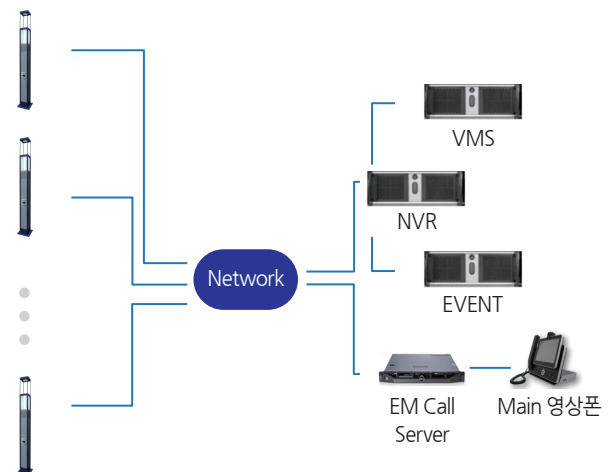 VMS
NVR
Network
EVENT
EM Call
Server
Main 영상폰